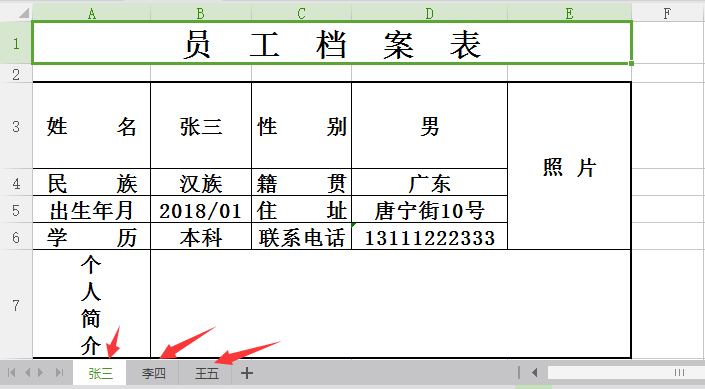 A B C D E F
1 员 工 档 案 表
2
3 姓 名 张三 性 别 男 照 片
4 民 族 汉族 籍 贯 广东
5 出生年月 2018/01 住 址 唐宁街10号
6 学 历 本科 联系电话 13111222333
7 个
人
简
介
张三 李四 王五 +